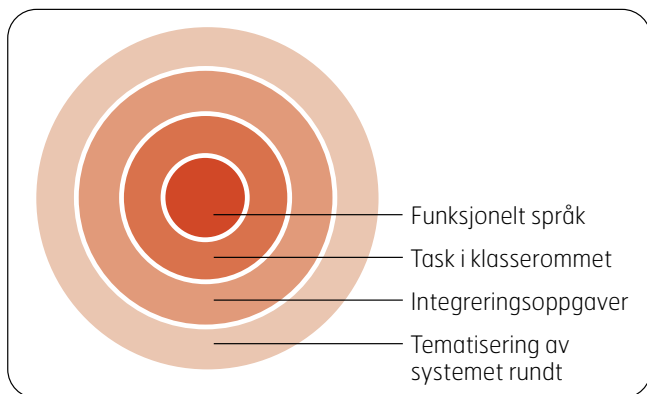 Funksjonelt språk
Task i klasserommet
Integreringsoppgaver
Tematisering av
systemet rundt